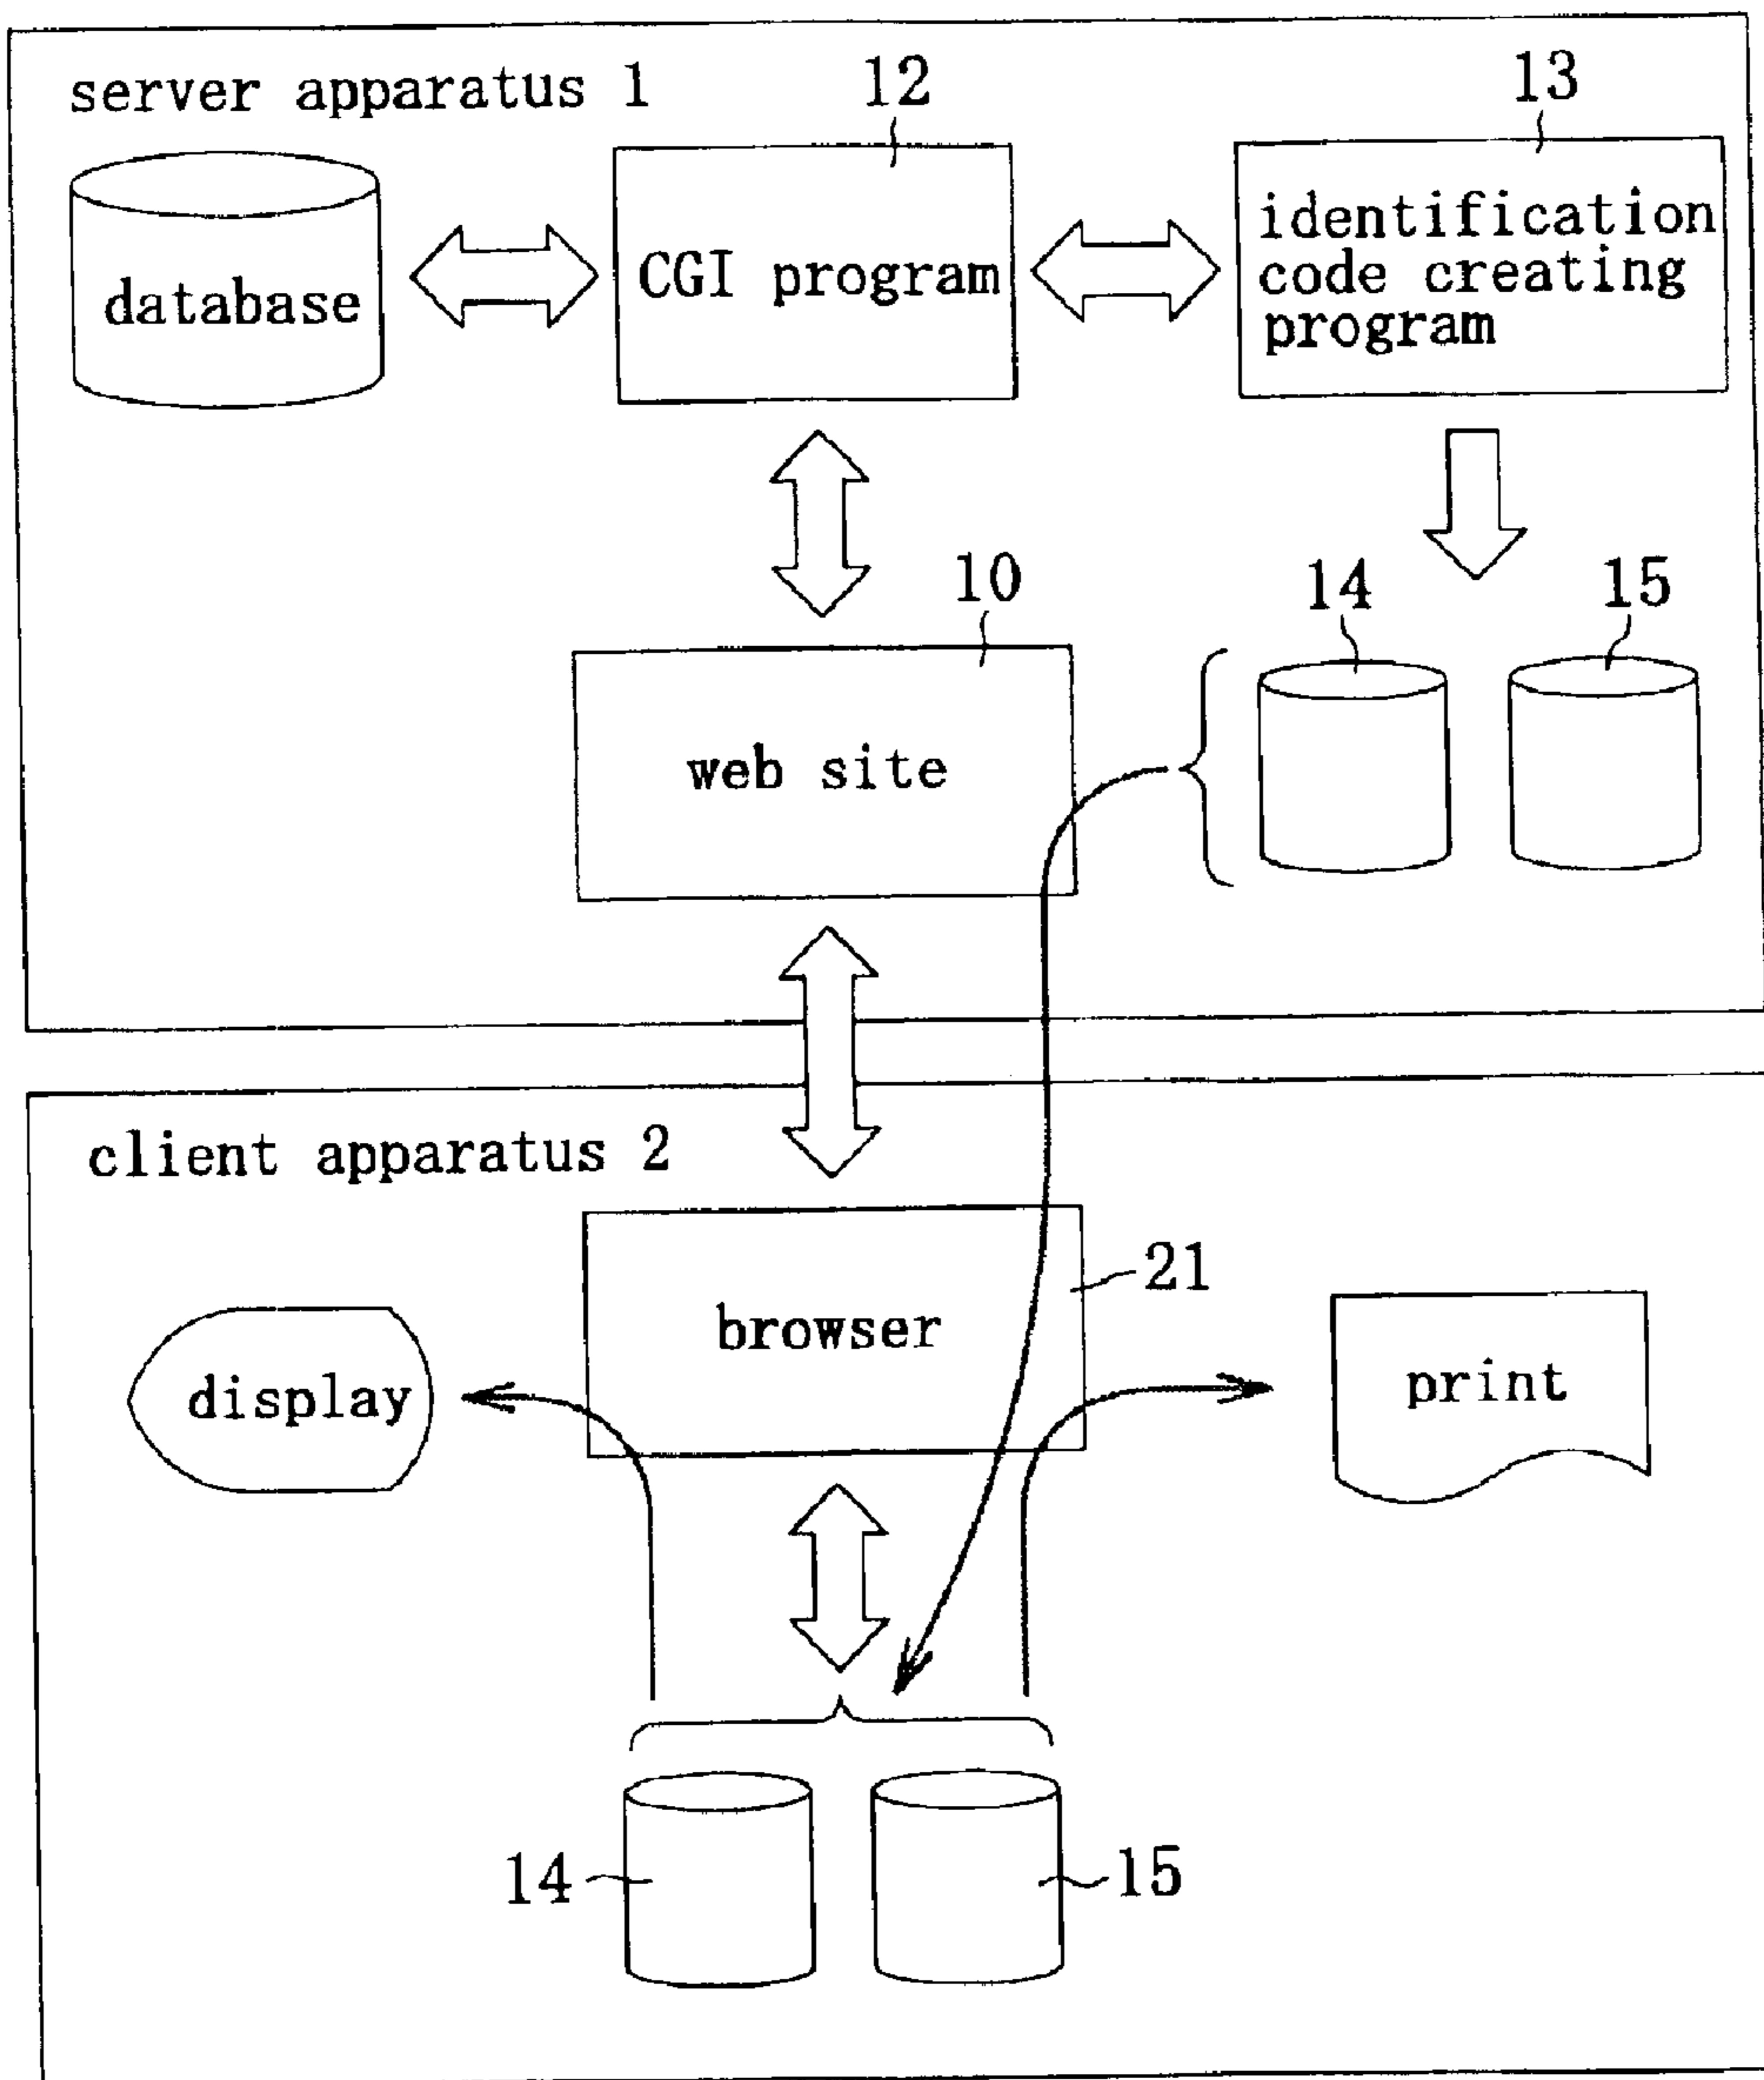 server apparatus 1
12
13
database
CGI program
identification
code creating
program
10
14
15
web site
client apparatus 2
21
browser
display
print
14
15